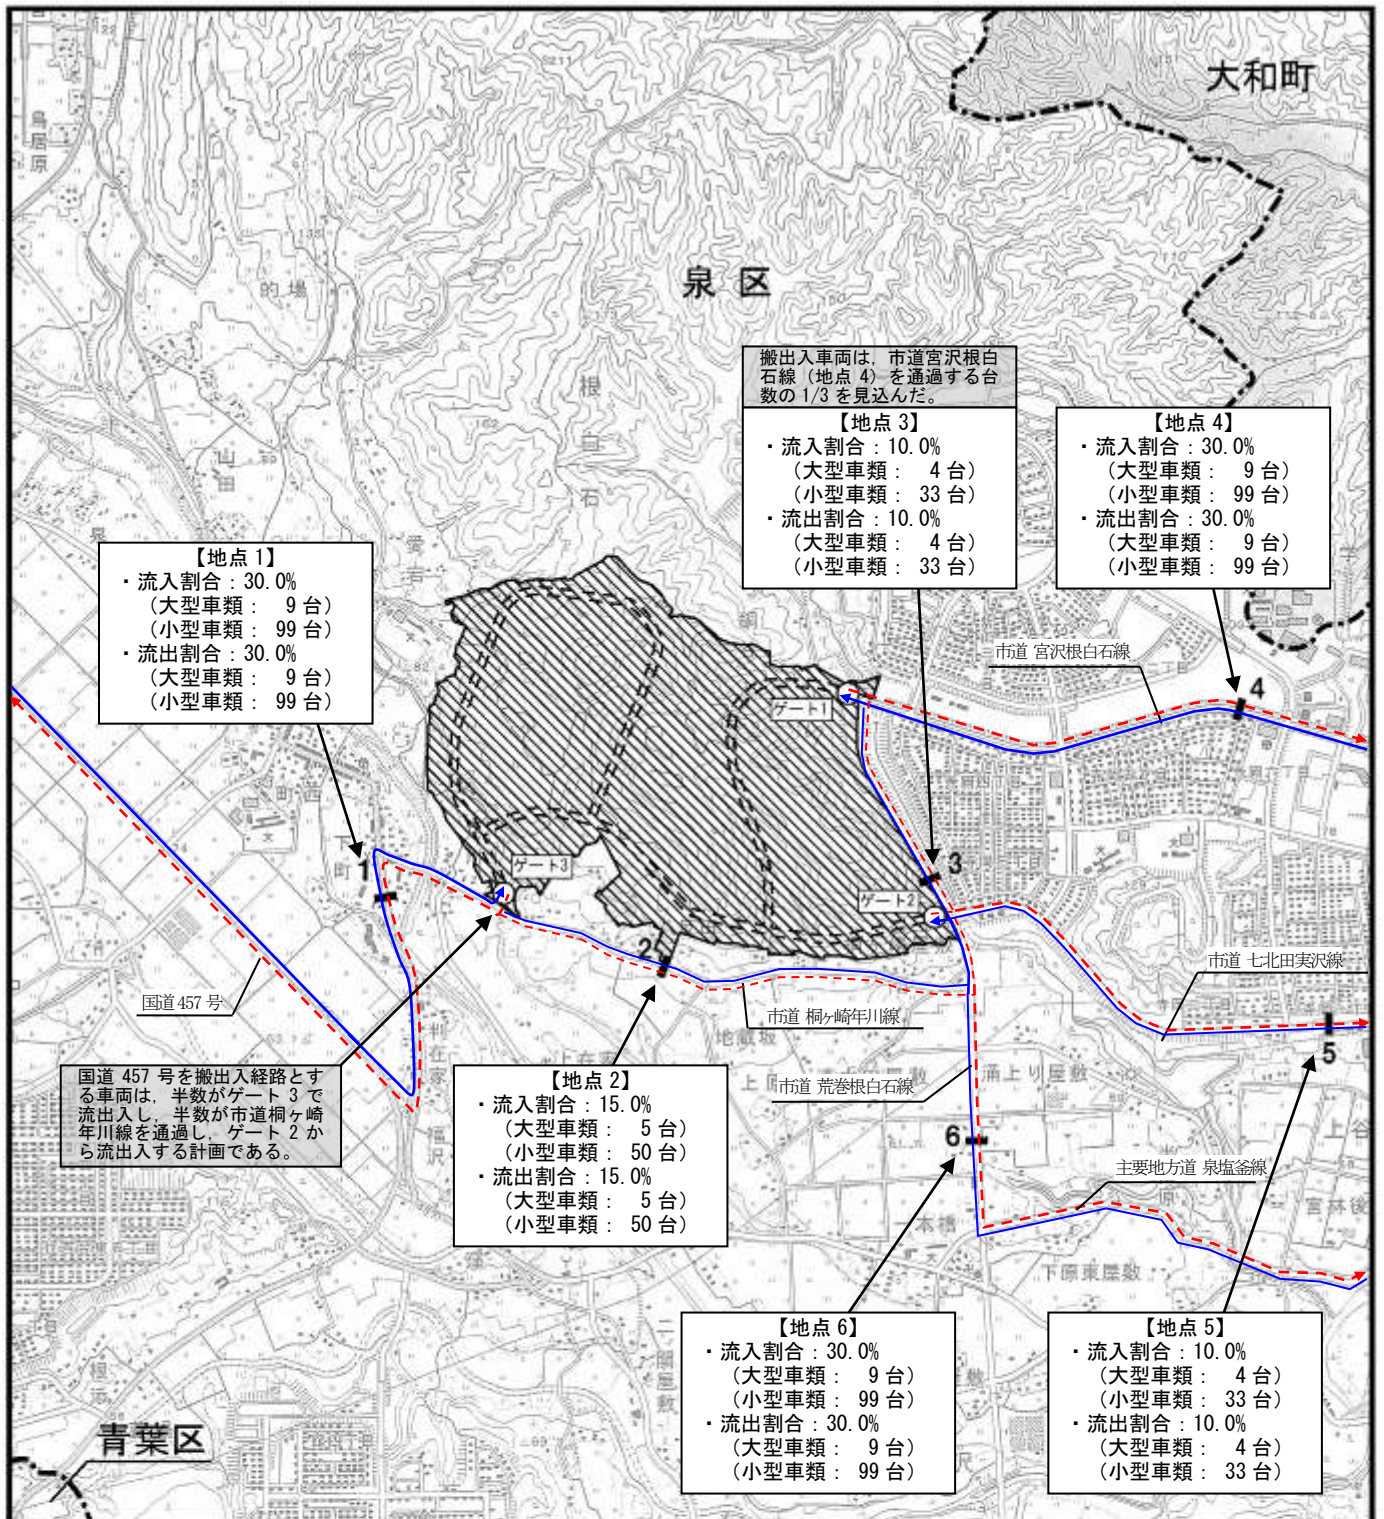 大和町
鳥居原
的場
泉区
根白石
搬出入車両は，市道宮沢根白
石線（地点 4）を通過する台
数の 1/3 を見込んだ。
【地点 3】
・流入割合：10.0%
（大型車類： 4 台）
（小型車類： 33 台）
・流出割合：10.0%
（大型車類： 4 台）
（小型車類： 33 台）
【地点 4】
・流入割合：30.0%
（大型車類： 9 台）
（小型車類： 99 台）
・流出割合：30.0%
（大型車類： 9 台）
（小型車類： 99 台）
山田
【地点 1】
・流入割合：30.0%
（大型車類： 9 台）
（小型車類： 99 台）
・流出割合：30.0%
（大型車類： 9 台）
（小型車類： 99 台）
市道 宮沢根白石線
4
ゲート1
1
ゲート3
3
ゲート2
2
市道 七北田実沢線
国道 457 号
市道 桐ヶ崎年川線
5
国道 457 号を搬出入経路とす
る車両は，半数がゲート 3 で
流出入し，半数が市道桐ヶ崎
年川線を通過し，ゲート 2 か
ら流出入する計画である。
【地点 2】
・流入割合：15.0%
（大型車類： 5 台）
（小型車類： 50 台）
・流出割合：15.0%
（大型車類： 5 台）
（小型車類： 50 台）
市道 荒巻根白石線
6
主要地方道 泉塩釜線
下原東屋敷
【地点 6】
・流入割合：30.0%
（大型車類： 9 台）
（小型車類： 99 台）
・流出割合：30.0%
（大型車類： 9 台）
（小型車類： 99 台）
【地点 5】
・流入割合：10.0%
（大型車類： 4 台）
（小型車類： 33 台）
・流出割合：10.0%
（大型車類： 4 台）
（小型車類： 33 台）
青葉区